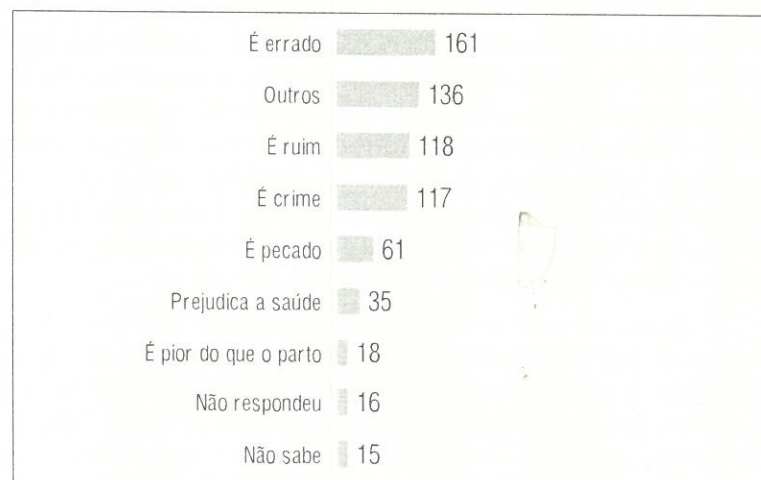 É errado 161
Outros 136
É ruim 118
É crime 117
É pecado 61
Prejudica a saúde 35
É pior do que o parto 18
Não respondeu 16
Não sabe 15